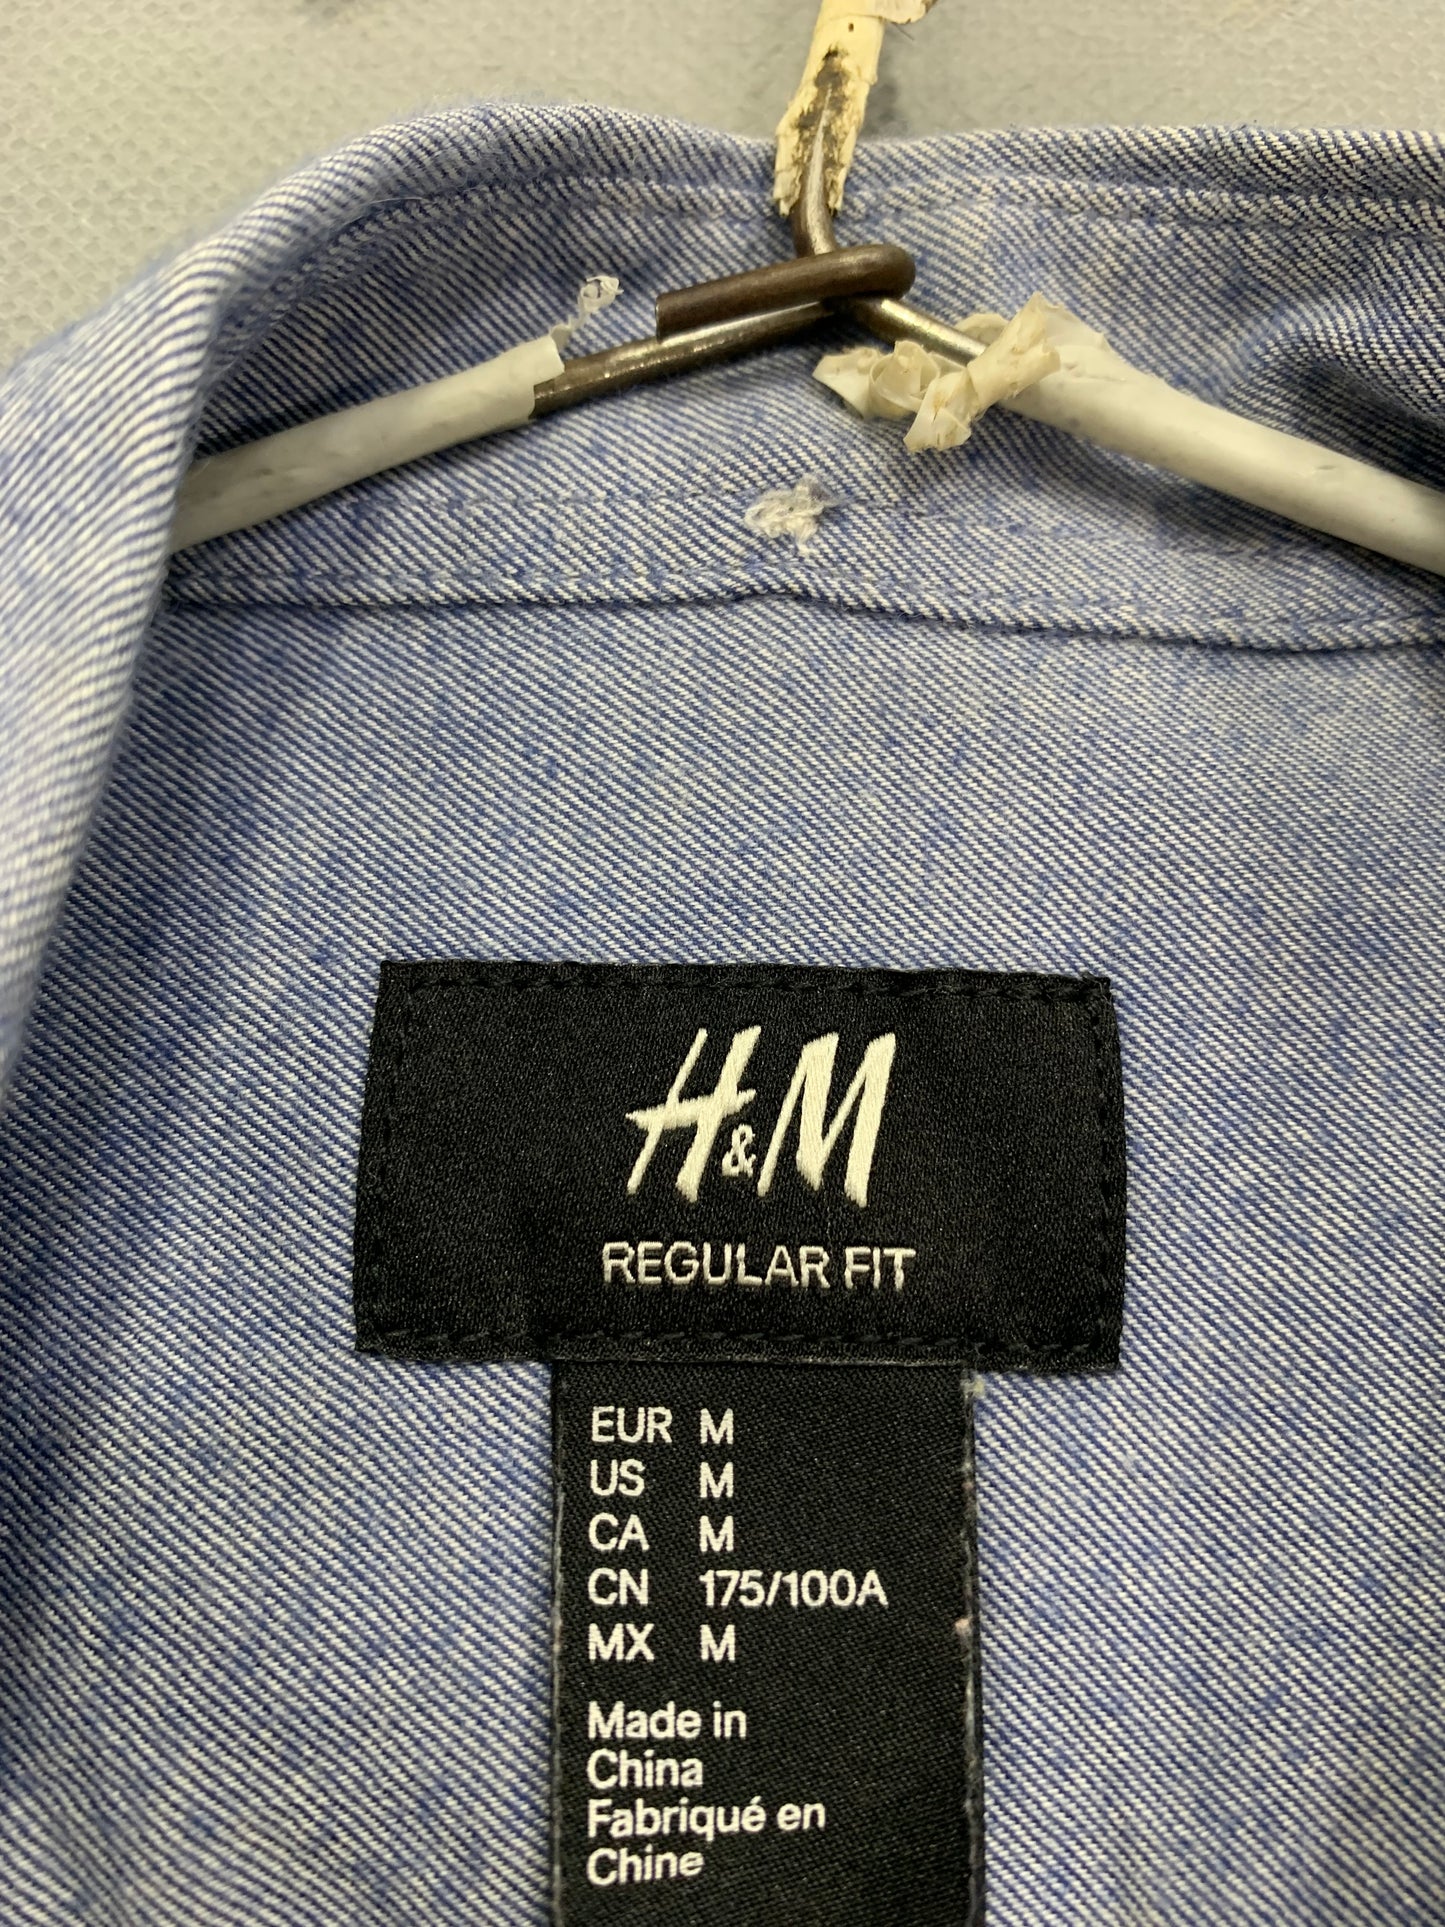 H&M
REGULAR FIT
EUR M
US M
CA M
CN 175/100A
MX M
Made in
China
Fabriqué en
Chine